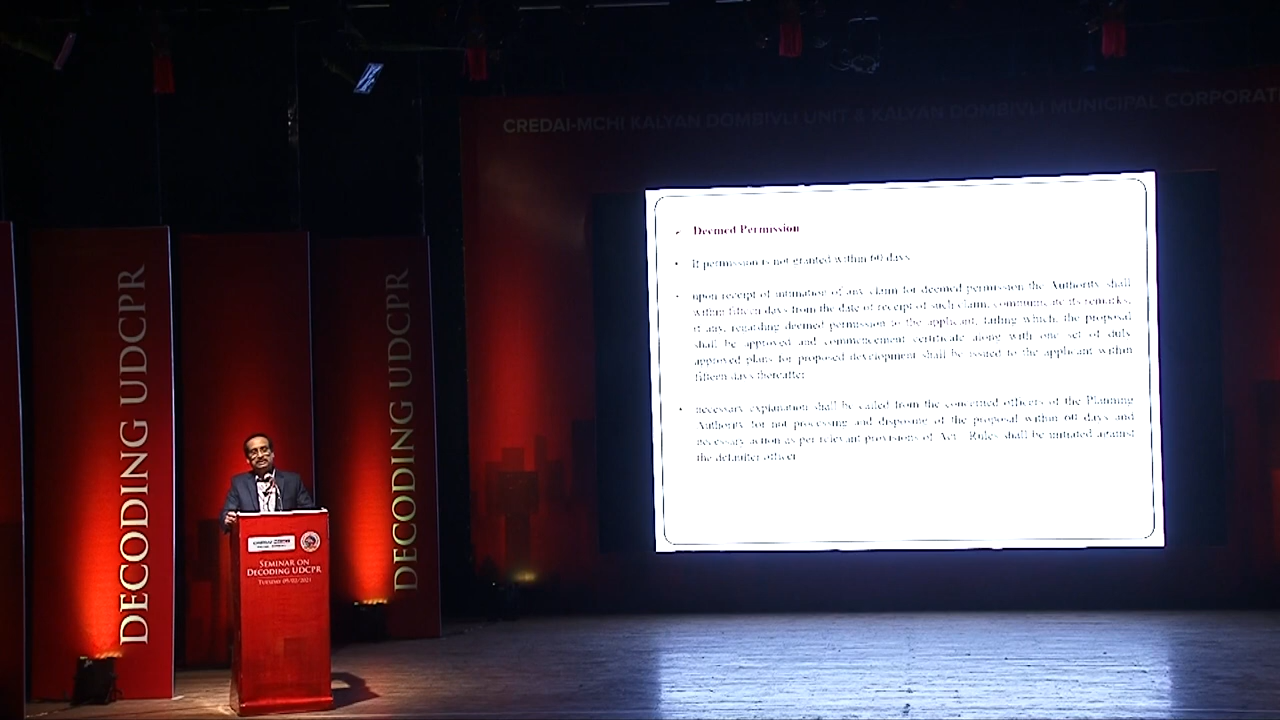 CREDAI-MCHI KALYAN DOMBIVLI UNIT & KALYAN DOMBIVLI MUNICIPAL CORPORAT
Deemed Permission
If permission is not granted within 60 days
upon receipt of intimation of any claim for deemed permission the Authority shall
within fifteen days from the date of receipt of such claim, communicate its remarks,
if any, regarding deemed permission to the applicant, failing which, the proposal
shall be approved and commencement certificate along with one set of duly
approved plans for proposed development shall be issued to the applicant within
fifteen days thereafter
necessary explanation shall be called from the concerned officers of the Planning
Authority for not processing and disposing of the proposal within 60 days and
necessary action as per relevant provisions of Act Rules shall be initiated against
the defaulter officer
DECODING UDCPR
DECODING UDCPR
SEMINAR ON
DECODING UDCPR
TUESDAY 09/02/2021